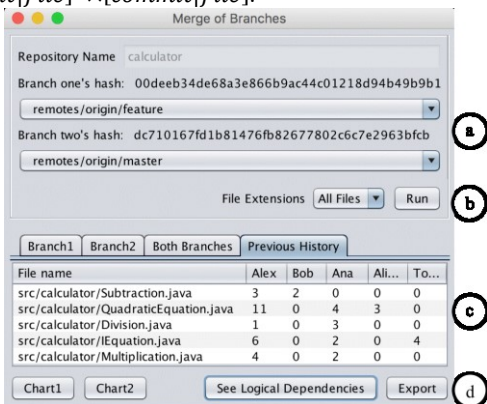 Merge of Branches
Repository Name calculator
Branch one's hash: 00deeb34de68a3e866b9ac44c01218d94b49b9b1
remotes/origin/feature
Branch two's hash: dc710167fd1b81476fb82677802c6c7e2963bfcb
a
remotes/origin/master
File Extensions All Files Run b
Branch1 Branch2 Both Branches Previous History
File name Alex Bob Ana Ali... To...
src/calculator/Subtraction.java 3 2 0 0 0
src/calculator/QuadraticEquation.java 11 0 4 3 0
c
src/calculator/Division.java 1 0 3 0 0
src/calculator/IEquation.java 6 0 2 0 4
src/calculator/Multiplication.java 4 0 2 0 0
Chart1 Chart2 See Logical Dependencies Export d